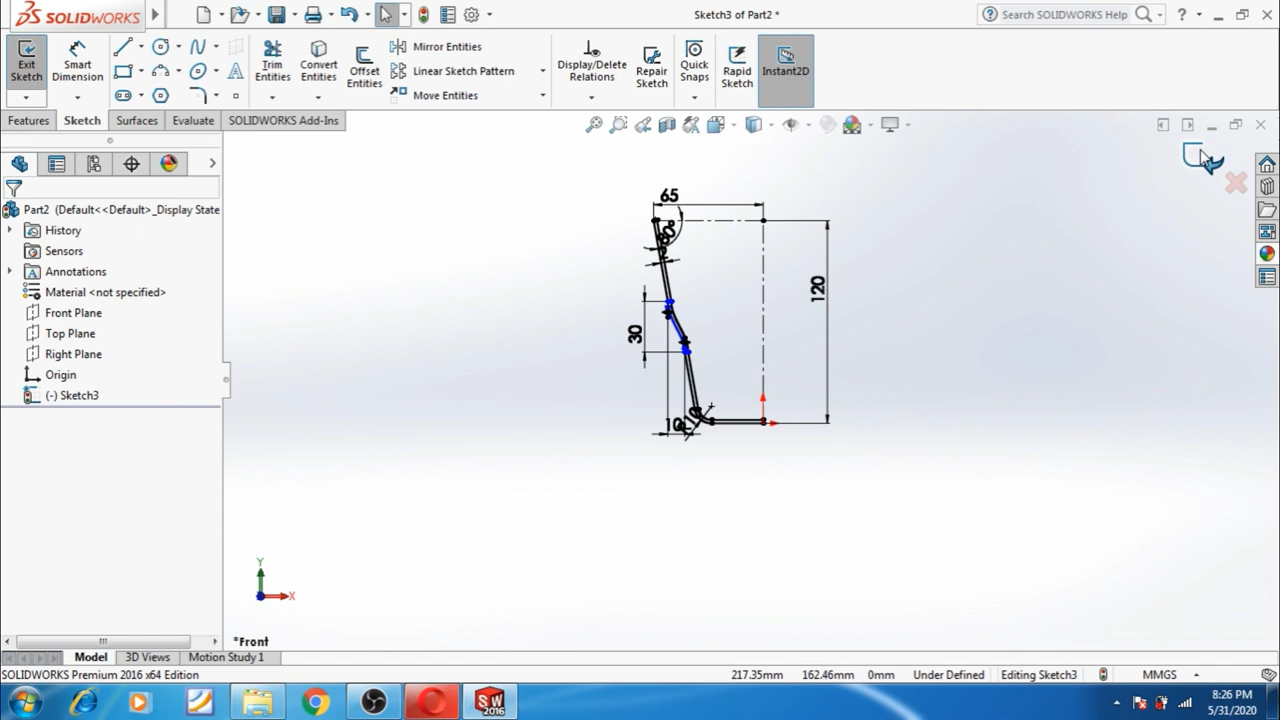 SOLIDWORKS
Sketch3 of Part2 *
Search SOLIDWORKS Help
?
Exit Sketch
Smart Dimension
Trim Entities
Convert Entities
Offset Entities
Mirror Entities
Linear Sketch Pattern
Move Entities
Display/Delete Relations
Repair Sketch
Quick Snaps
Rapid Sketch
Instant2D
Features
Sketch
Surfaces
Evaluate
SOLIDWORKS Add-Ins
Part2 (Default<<Default>_Display State
History
Sensors
Annotations
Material <not specified>
Front Plane
Top Plane
Right Plane
Origin
(-) Sketch3
65
80°
2
30
120
10
Y
X
*Front
Model
3D Views
Motion Study 1
SOLIDWORKS Premium 2016 x64 Edition
217.35mm
162.46mm
0mm
Under Defined
Editing Sketch3
MMGS
SW
2016
8:26 PM
5/31/2020